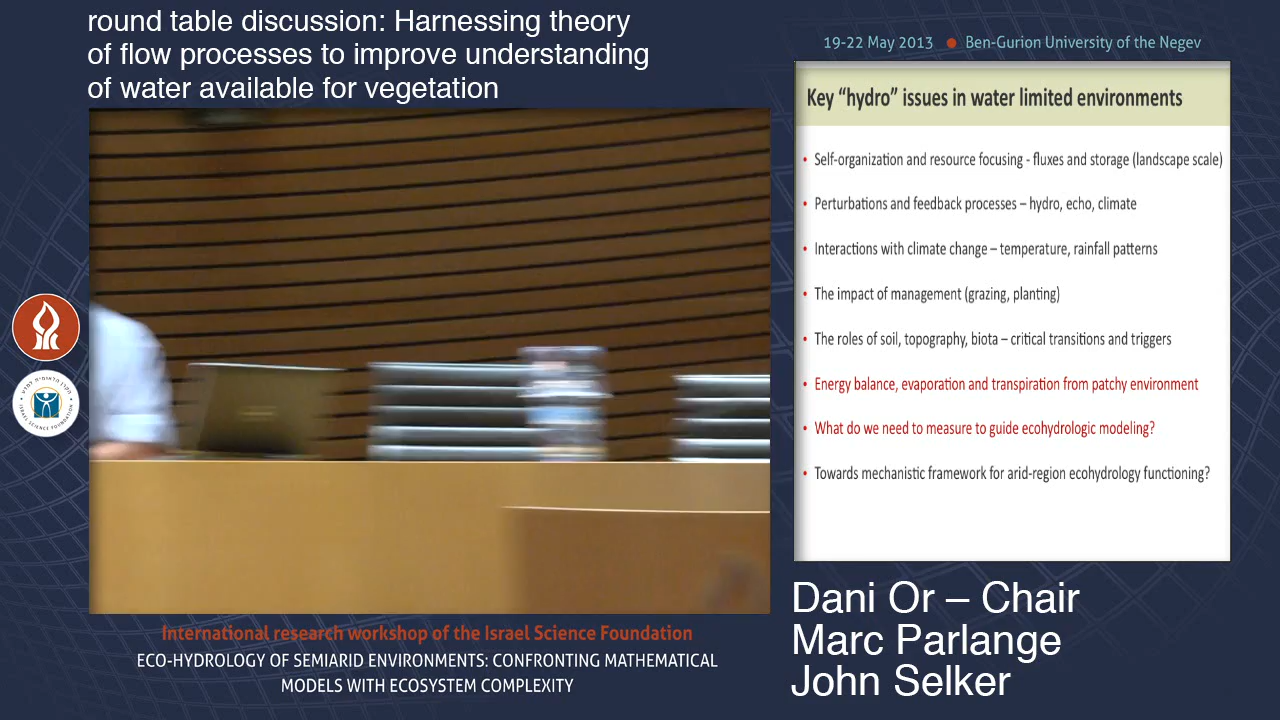 round table discussion: Harnessing theory
of flow processes to improve understanding
of water available for vegetation
19-22 May 2013 ● Ben-Gurion University of the Negev
Key “hydro” issues in water limited environments
• Self-organization and resource focusing - fluxes and storage (landscape scale)
• Perturbations and feedback processes – hydro, echo, climate
• Interactions with climate change – temperature, rainfall patterns
• The impact of management (grazing, planting)
• The roles of soil, topography, biota – critical transitions and triggers
• Energy balance, evaporation and transpiration from patchy environment
• What do we need to measure to guide ecohydrologic modeling?
• Towards mechanistic framework for arid-region ecohydrology functioning?
Dani Or – Chair
Marc Parlange
John Selker
International research workshop of the Israel Science Foundation
ECO-HYDROLOGY OF SEMIARID ENVIRONMENTS: CONFRONTING MATHEMATICAL
MODELS WITH ECOSYSTEM COMPLEXITY
ISRAEL SCIENCE FOUNDATION